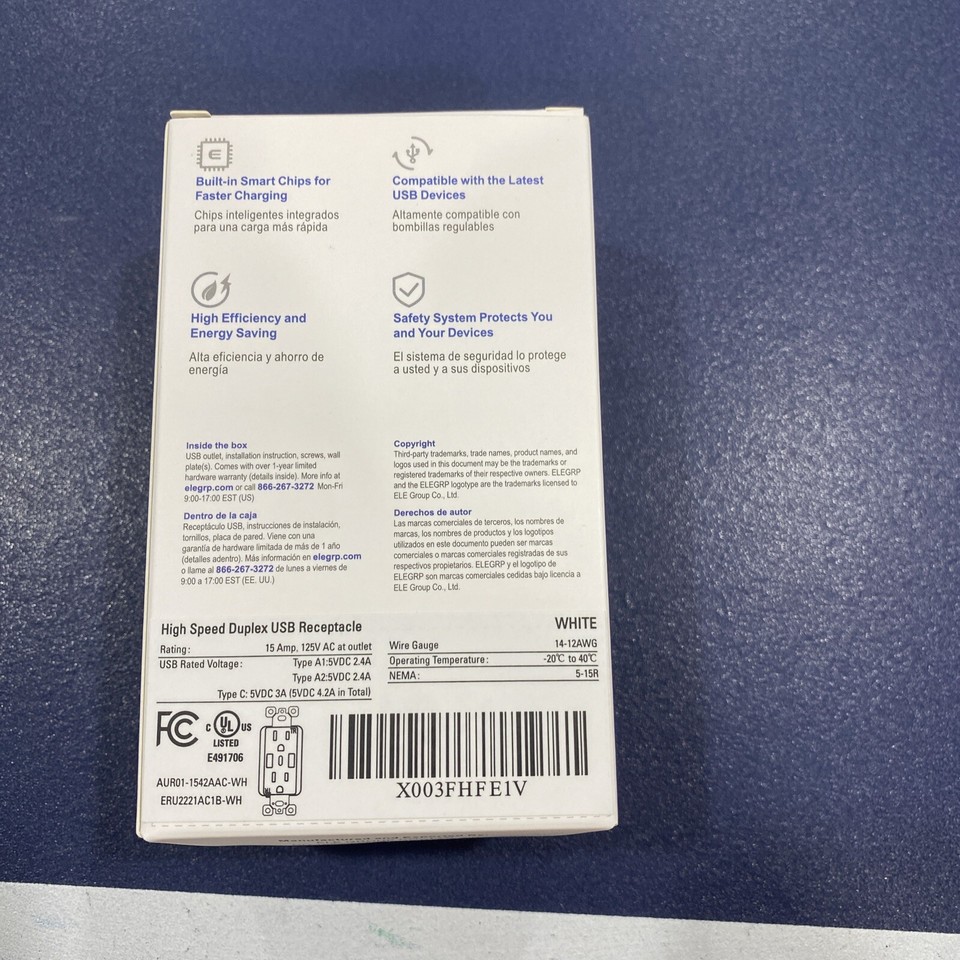 Built-in Smart Chips for
Faster Charging
Chips inteligentes integrados
para una carga más rápida
Compatible with the Latest
USB Devices
Altamente compatible con
bombillas regulables
High Efficiency and
Energy Saving
Alta eficiencia y ahorro de
energía
Safety System Protects You
and Your Devices
El sistema de seguridad lo protege
a usted y a sus dispositivos
Inside the box
USB outlet, installation instruction, screws, wall
plate(s). Comes with over 1-year limited
hardware warranty (details inside). More info at
elegrp.com or call 866-267-3272 Mon-Fri
9:00-17:00 EST (US)
Dentro de la caja
Receptáculo USB, instrucciones de instalación,
tornillos, placa de pared. Viene con una
garantía de hardware limitada de más de 1 año
(detalles adentro). Más información en elegrp.com
o llame al 866-267-3272 de lunes a viernes de
9:00 a 17:00 EST (EE. UU.)
Copyright
Third-party trademarks, trade names, product names, and
logos used in this document may be the trademarks or
registered trademarks of their respective owners. ELEGRP
and the ELEGRP logotype are the trademarks licensed to
ELE Group Co., Ltd.
Derechos de autor
Las marcas comerciales de terceros, los nombres de
marcas, los nombres de productos y los logotipos
utilizados en este documento pueden ser marcas
comerciales o marcas comerciales registradas de sus
respectivos propietarios. ELEGRP y el logotipo de
ELEGRP son marcas comerciales cedidas bajo licencia a
ELE Group Co., Ltd.
High Speed Duplex USB Receptacle
WHITE
Rating: 15 Amp, 125V AC at outlet
USB Rated Voltage: Type A1:5VDC 2.4A
Type A2:5VDC 2.4A
Type C: 5VDC 3A (5VDC 4.2A in Total)
Wire Gauge 14-12AWG
Operating Temperature: -20℃ to 40℃
NEMA: 5-15R
FC
C UL US
LISTED
E491706
AUR01-1542AAC-WH
ERU2221AC1B-WH
X003FHFE1V